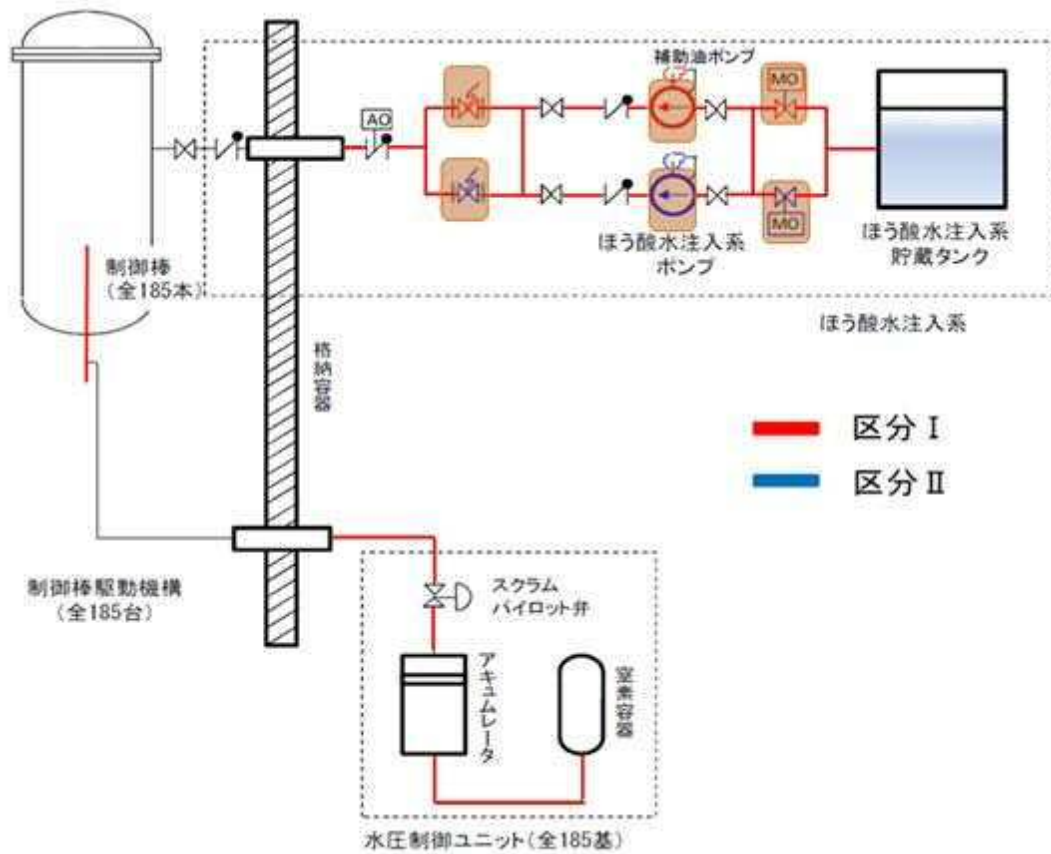 補助油ポンプ
MO
AO
ほう酸水注入系
ポンプ
MO
ほう酸水注入系
貯蔵タンク
制御棒
(全185本)
ほう酸水注入系
格納容器
区分Ⅰ
区分Ⅱ
制御棒駆動機構
(全185台)
スクラム
パイロット弁
アキュムレータ
窒素容器
水圧制御ユニット(全185基)